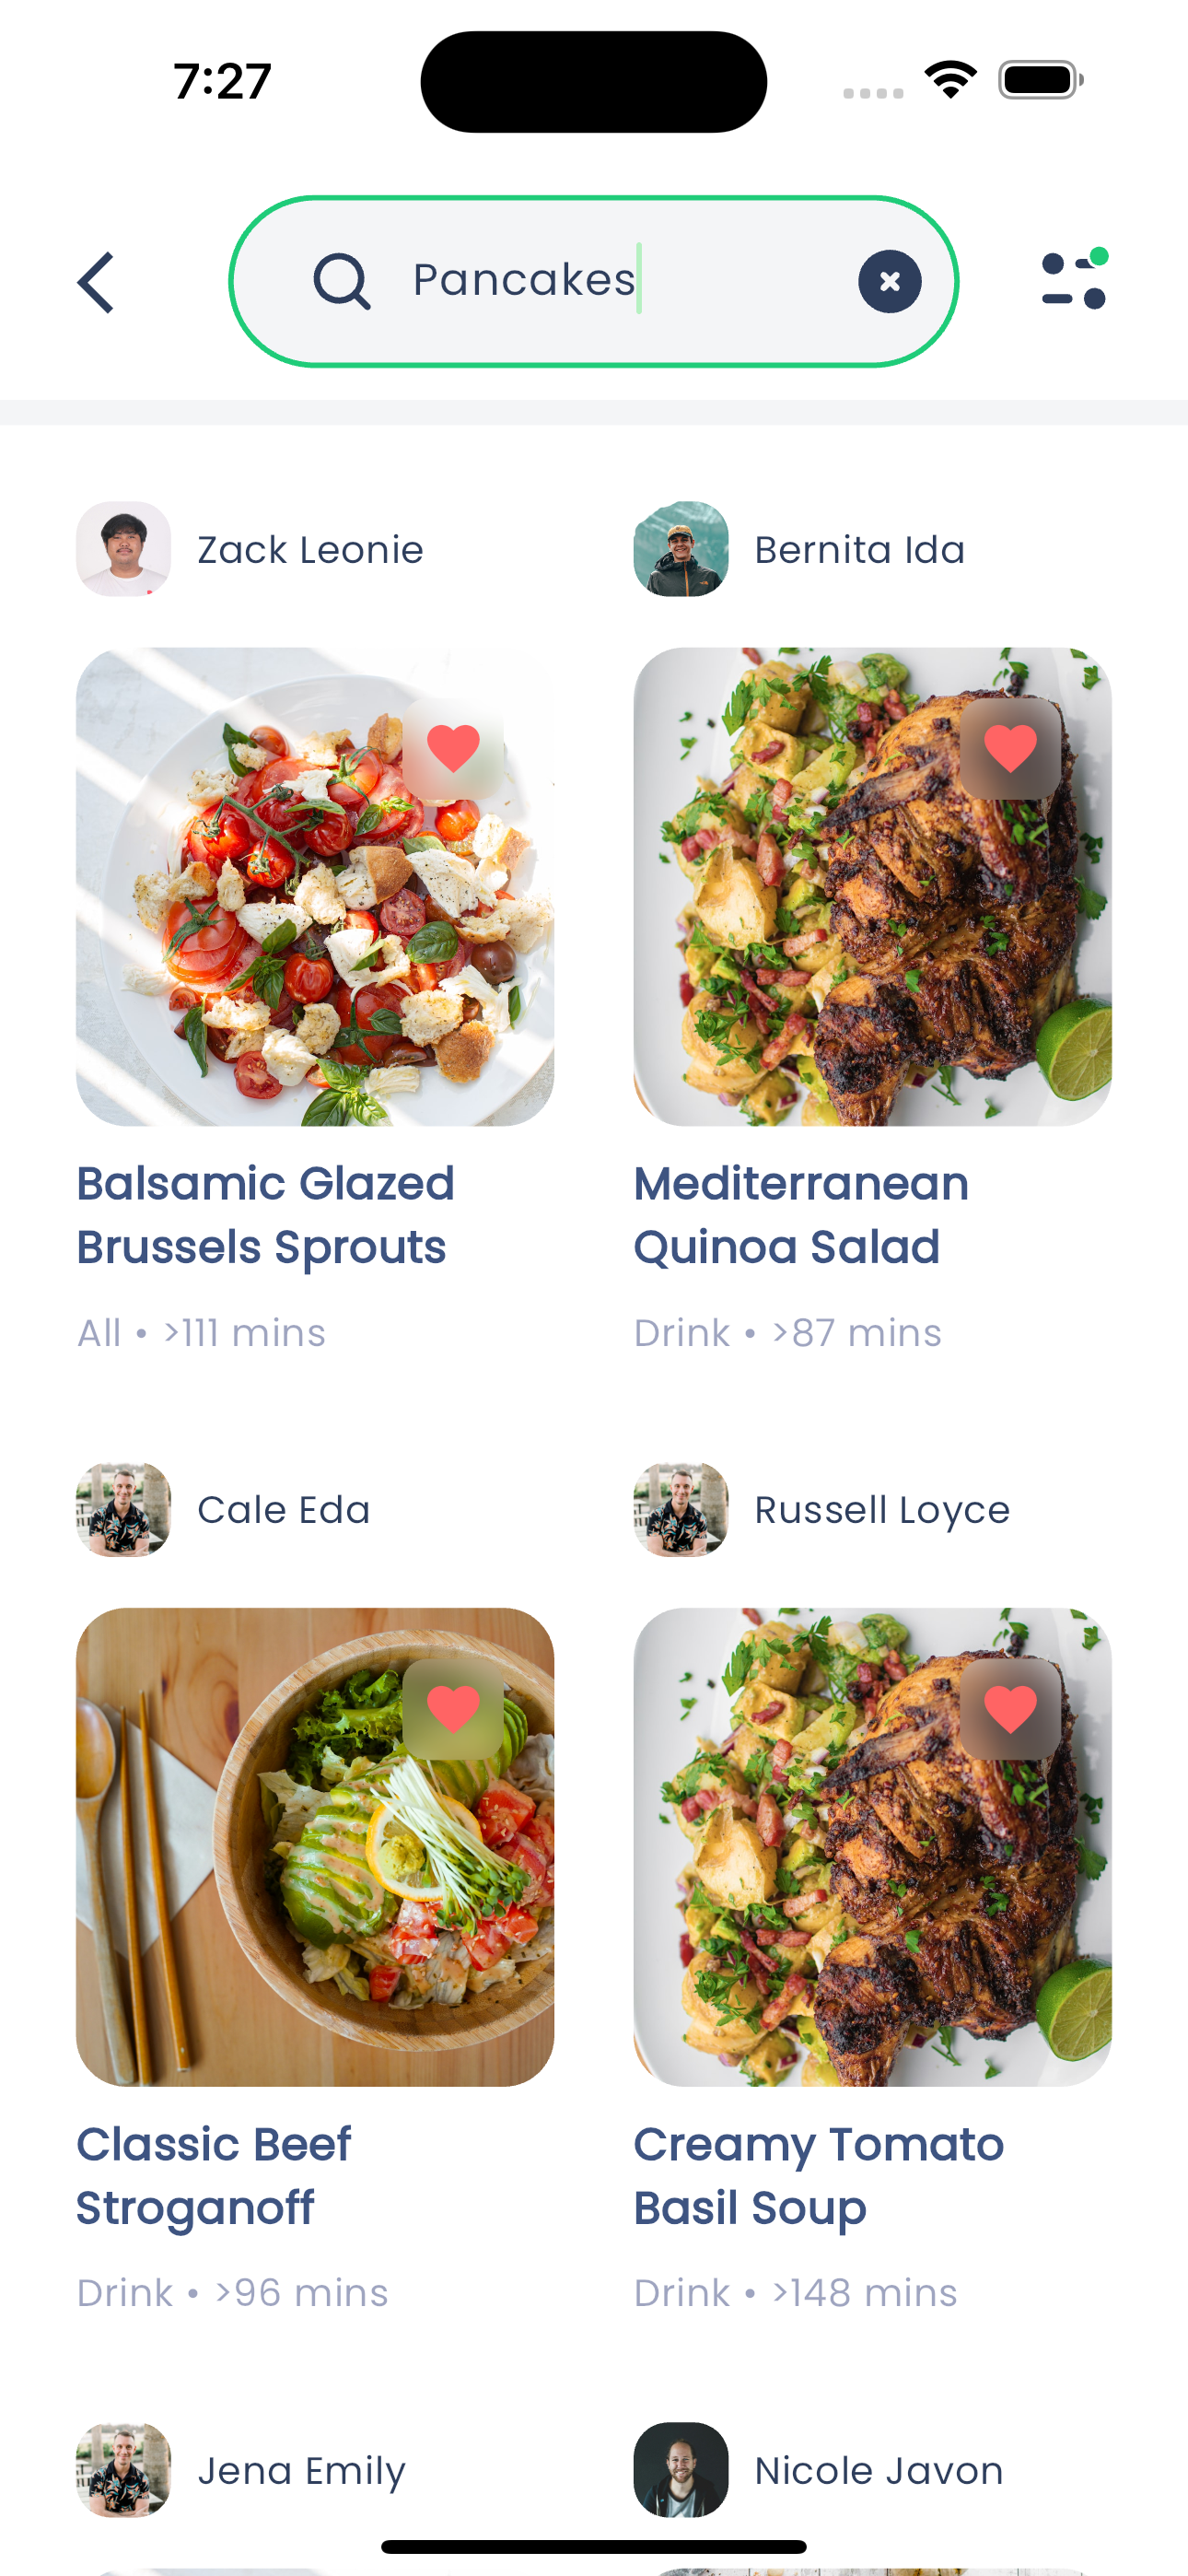 7:27
Pancakes
Zack Leonie
Bernita Ida
Balsamic Glazed
Brussels Sprouts
All • >111 mins
Mediterranean
Quinoa Salad
Drink • >87 mins
Cale Eda
Russell Loyce
Classic Beef
Stroganoff
Drink • >96 mins
Creamy Tomato
Basil Soup
Drink • >148 mins
Jena Emily
Nicole Javon